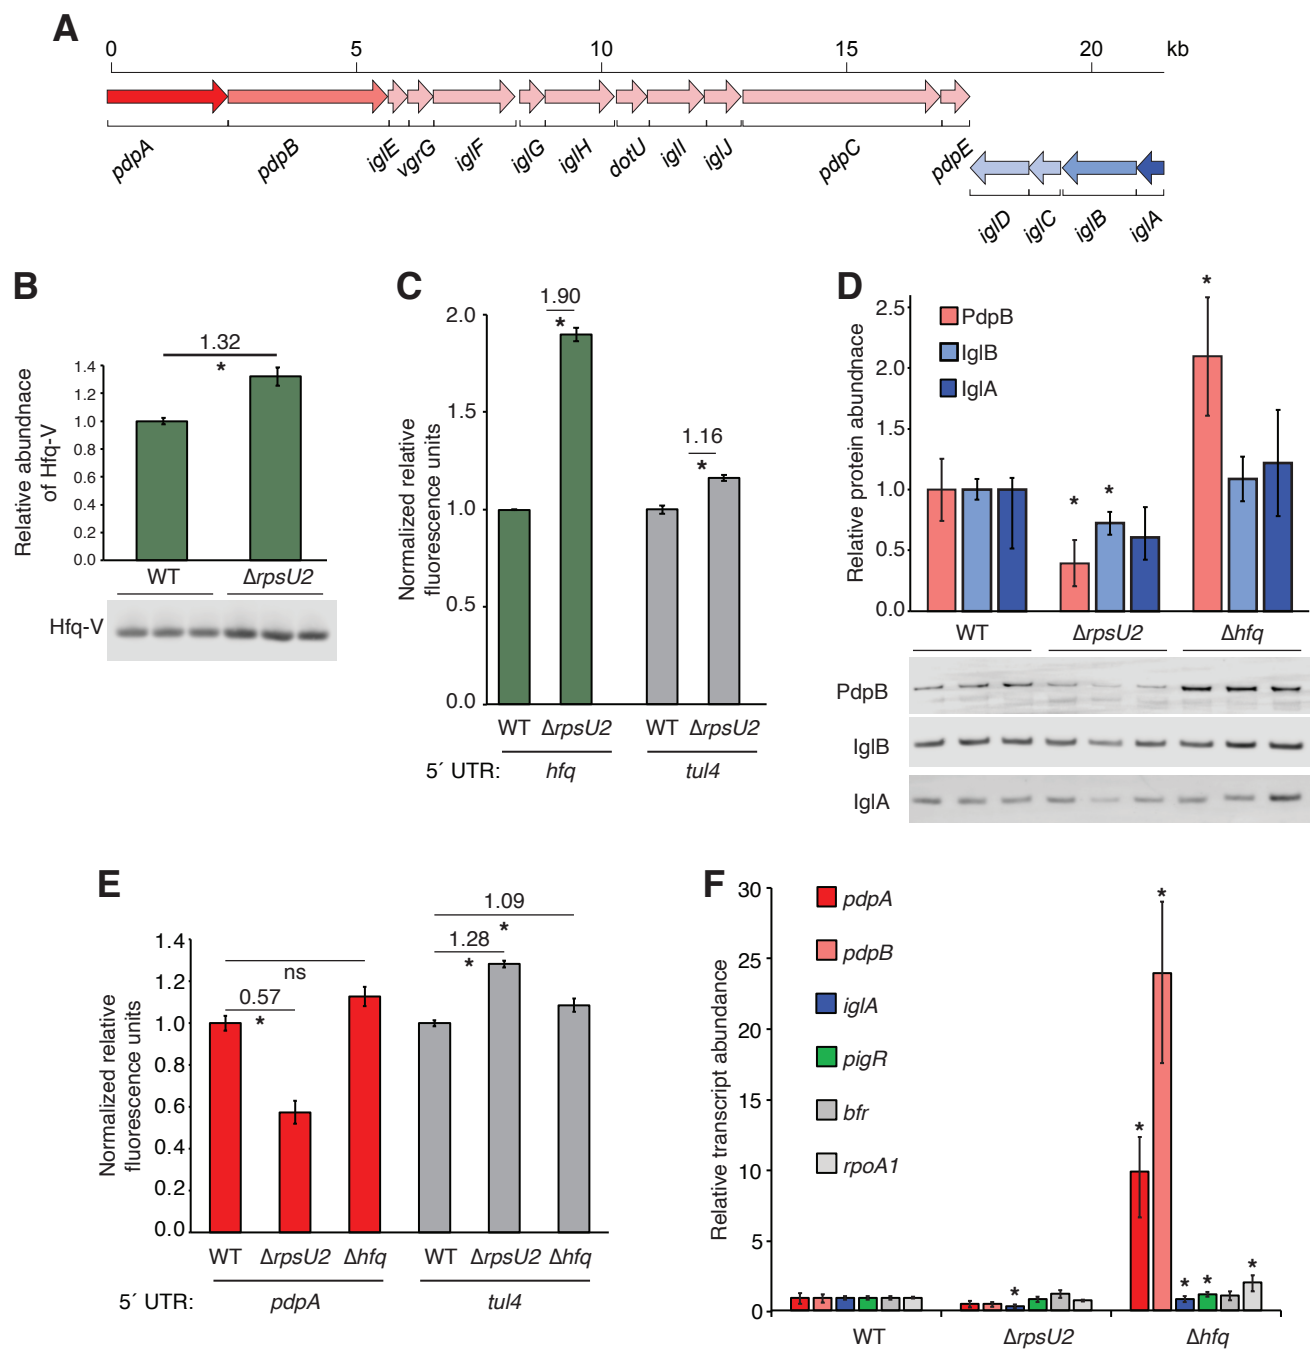 A
0 5 10 15 20 kb
pdpA pdpB iglE vgrG iglF iglG iglH dotU iglI iglJ pdpC pdpE
iglD iglC iglB iglA
B
Relative abundnace
of Hfq-V
1.4
1.2
1.0
0.8
0.6
0.4
0.2
0.0
1.32
*
WT ΔrpsU2
Hfq-V
C
Normalized relative
fluorescence units
2.0
1.5
1.0
0.5
0.0
1.90
*
1.16
*
WT ΔrpsU2 WT ΔrpsU2
5´ UTR: hfq tul4
D
Relative protein abundnace
2.5
2.0
1.5
1.0
0.5
0.0
PdpB
IglB
IglA
* * *
WT ΔrpsU2 Δhfq
PdpB
IglB
IglA
E
Normalized relative
fluorescence units
1.4
1.2
1.0
0.8
0.6
0.4
0.2
0.0
ns
0.57
*
1.09
*
1.28
*
WT ΔrpsU2 Δhfq WT ΔrpsU2 Δhfq
5´ UTR: pdpA tul4
F
Relative transcript abundance
30
25
20
15
10
5
0
pdpA
pdpB
iglA
pigR
bfr
rpoA1
* * * * * *
WT ΔrpsU2 Δhfq